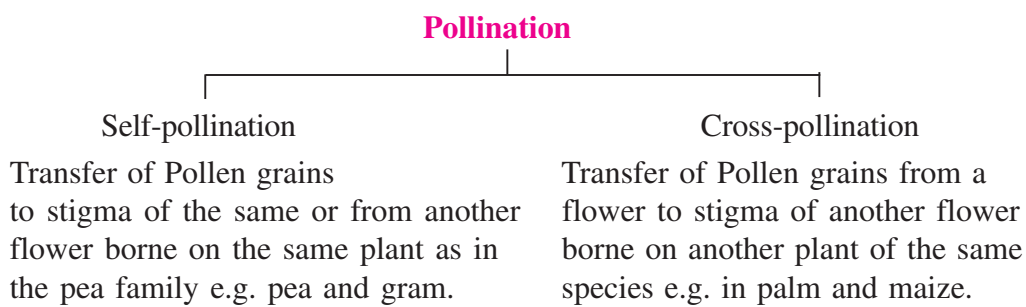 Pollination
Self-pollination
Transfer of Pollen grains
to stigma of the same or from another
flower borne on the same plant as in
the pea family e.g. pea and gram.
Cross-pollination
Transfer of Pollen grains from a
flower to stigma of another flower
borne on another plant of the same
species e.g. in palm and maize.